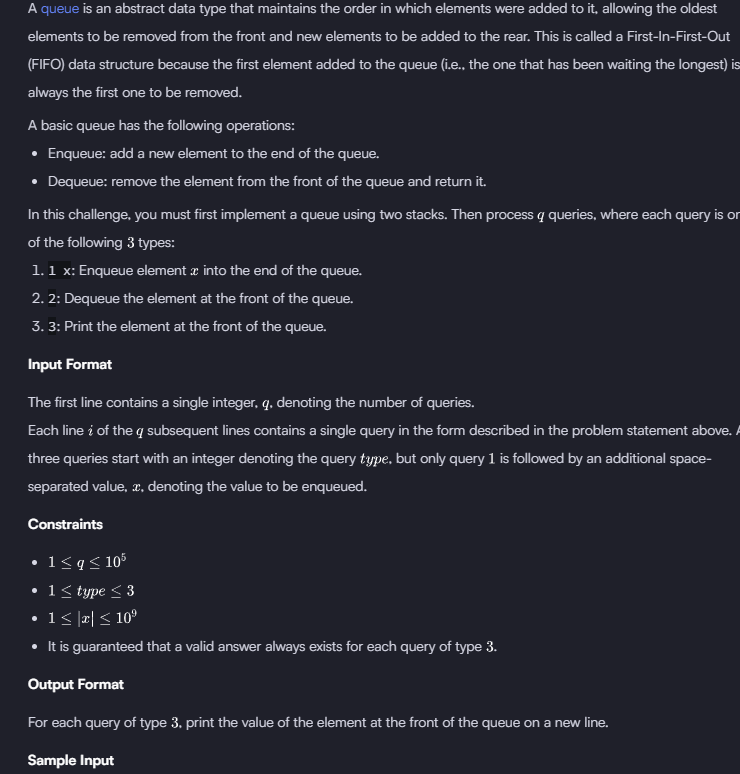 A queue is an abstract data type that maintains the order in which elements were added to it, allowing the oldest
elements to be removed from the front and new elements to be added to the rear. This is called a First-In-First-Out
(FIFO) data structure because the first element added to the queue (i.e., the one that has been waiting the longest) is
always the first one to be removed.
A basic queue has the following operations:
• Enqueue: add a new element to the end of the queue.
• Dequeue: remove the element from the front of the queue and return it.
In this challenge, you must first implement a queue using two stacks. Then process q queries, where each query is
of the following 3 types:
1. 1 x: Enqueue element x into the end of the queue.
2. 2: Dequeue the element at the front of the queue.
3. 3: Print the element at the front of the queue.
Input Format
The first line contains a single integer, q, denoting the number of queries.
Each line i of the q subsequent lines contains a single query in the form described in the problem statement above.
three queries start with an integer denoting the query type, but only query 1 is followed by an additional space-
separated value, x, denoting the value to be enqueued.
Constraints
• 1 ≤ q ≤ 10⁵
• 1 ≤ type ≤ 3
• 1 ≤ |x| ≤ 10⁹
• It is guaranteed that a valid answer always exists for each query of type 3.
Output Format
For each query of type 3, print the value of the element at the front of the queue on a new line.
Sample Input